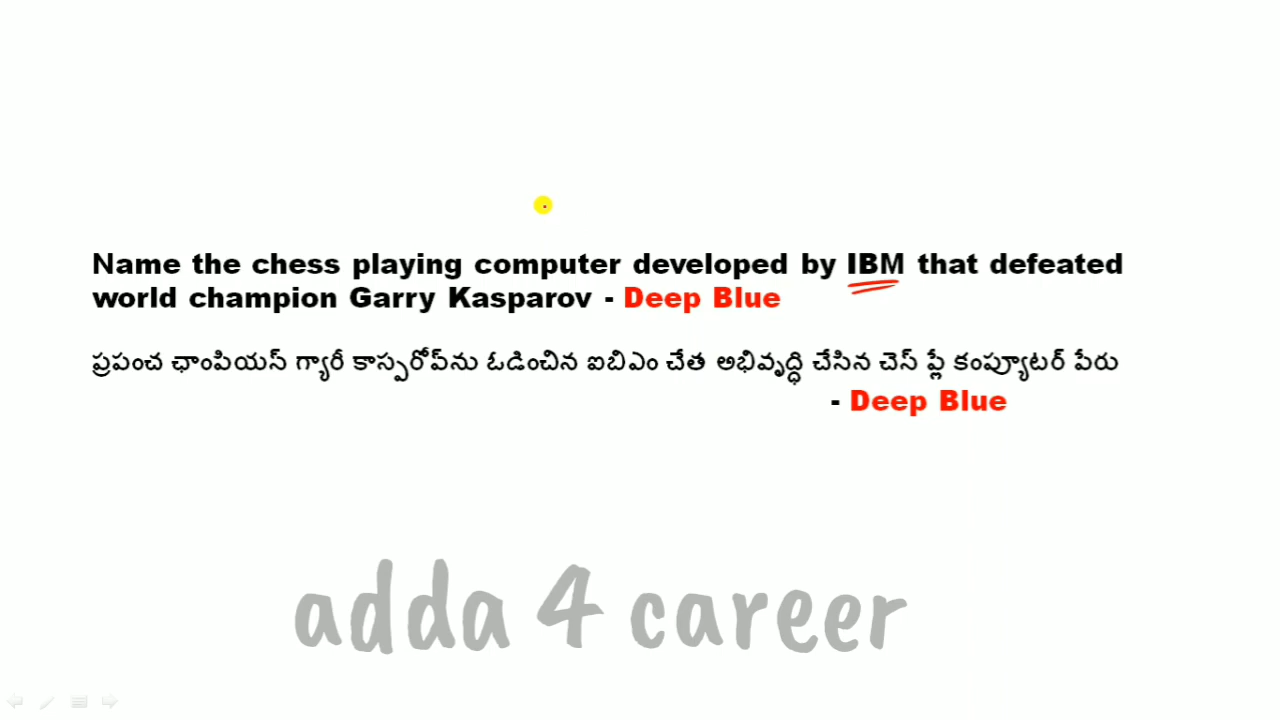 Name the chess playing computer developed by IBM that defeated
world champion Garry Kasparov - Deep Blue
ప్రపంచ ఛాంపియస్ గ్యారీ కాస్పరోప్‌ను ఓడించిన ఐబిఎం చేత అభివృద్ధి చేసిన చెస్ ప్లే కంప్యూటర్ పేరు
- Deep Blue
adda 4 career